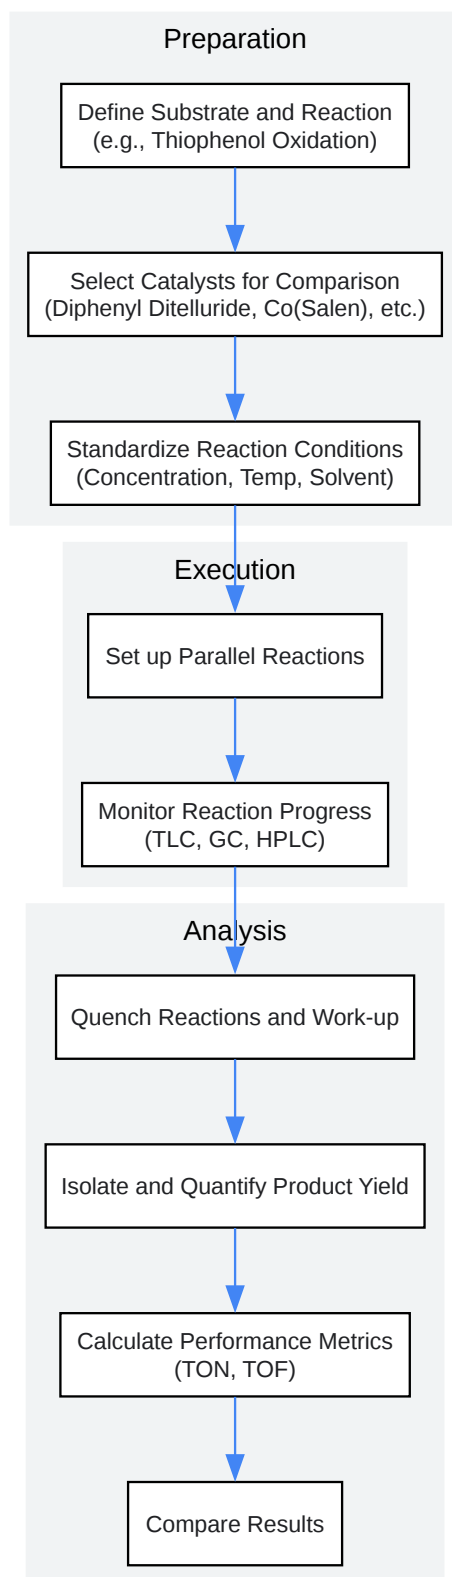 Preparation
Define Substrate and Reaction
(e.g., Thiophenol Oxidation)
Select Catalysts for Comparison
(Diphenyl Ditelluride, Co(Salen), etc.)
Standardize Reaction Conditions
(Concentration, Temp, Solvent)
Execution
Set up Parallel Reactions
Monitor Reaction Progress
(TLC, GC, HPLC)
Analysis
Quench Reactions and Work-up
Isolate and Quantify Product Yield
Calculate Performance Metrics
(TON, TOF)
Compare Results